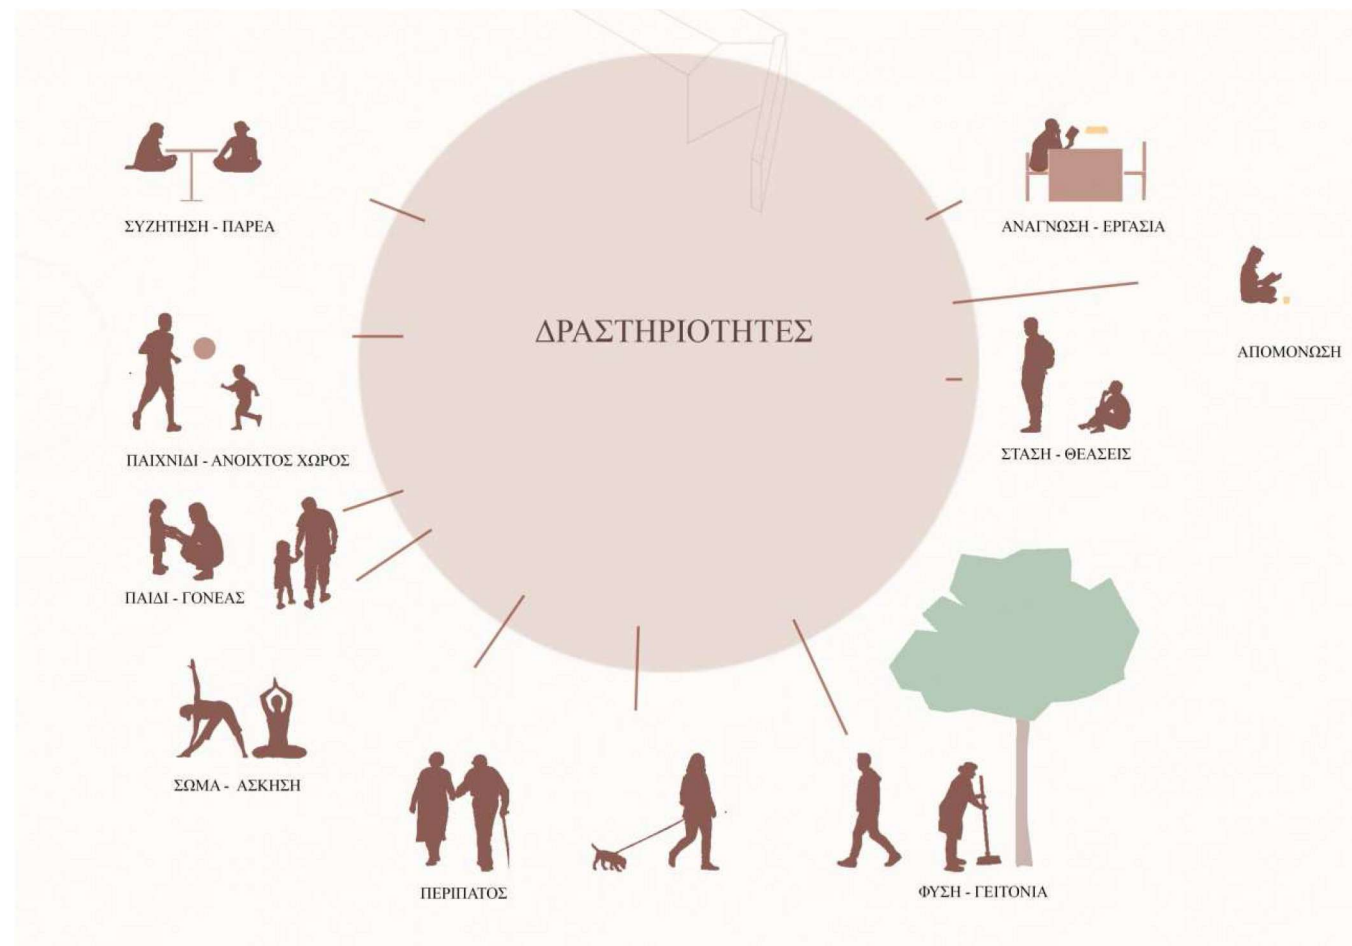 ΣΥΖΗΤΗΣΗ - ΠΑΡΕΑ
ΑΝΑΓΝΩΣΗ - ΕΡΓΑΣΙΑ
ΔΡΑΣΤΗΡΙΟΤΗΤΕΣ
ΑΠΟΜΟΝΩΣΗ
ΠΑΙΧΝΙΔΙ - ΑΝΟΙΧΤΟΣ ΧΩΡΟΣ
ΣΤΑΣΗ - ΘΕΑΣΕΙΣ
ΠΑΙΔΙ - ΓΟΝΕΑΣ
ΣΩΜΑ - ΑΣΚΗΣΗ
ΠΕΡΙΠΑΤΟΣ
ΦΥΣΗ - ΓΕΙΤΟΝΙΑ